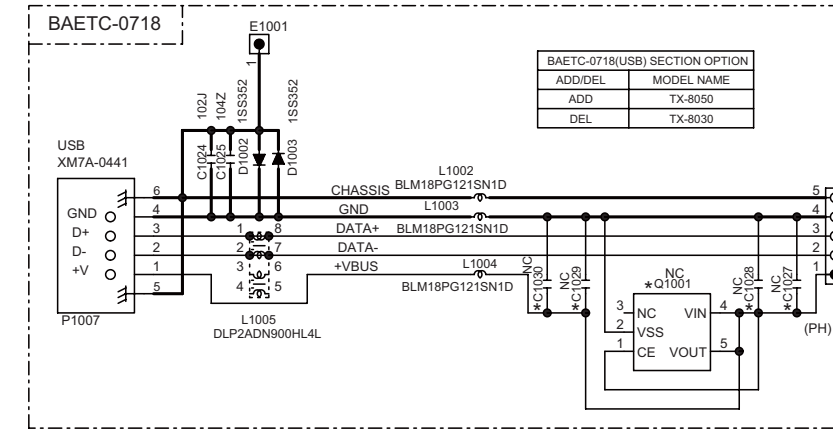 BAETC-0718
E1001
1
BAETC-0718(USB) SECTION OPTION
ADD/DEL MODEL NAME
ADD TX-8050
DEL TX-8030
102J
104Z
1SS352
1SS352
C1024
C1025
D1002
D1003
USB
XM7A-0441
GND
D+
D-
+V
P1007
6
4
3
2
1
5
CHASSIS
GND
DATA+
DATA-
+VBUS
L1002
BLM18PG121SN1D
L1003
BLM18PG121SN1D
L1004
BLM18PG121SN1D
1 8
2 7
3 6
4 5
L1005
DLP2ADN900HL4L
NC
*C1030
NC
*C1029
NC
*Q1001
3 NC VIN 4
2 VSS
1 CE VOUT 5
NC
*C1028
NC
*C1027
5
4
3
2
1
(PH)